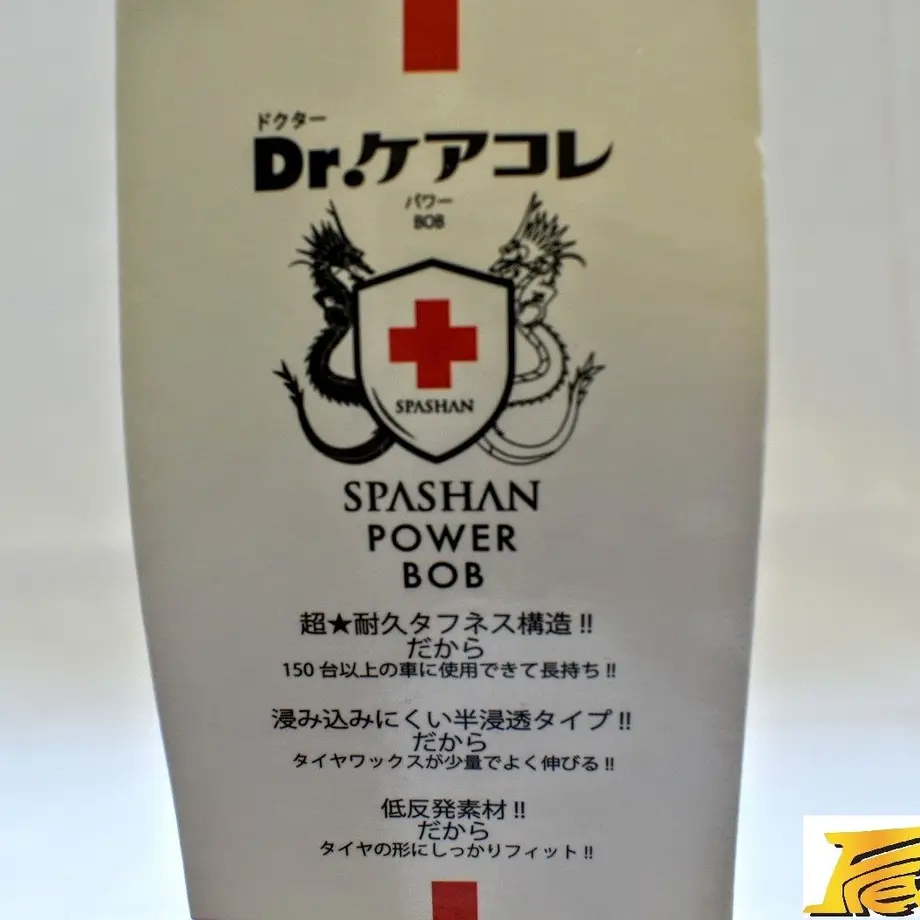 ドクター
Dr.ケアコレ
パワー
BOB
SPASHAN
SPASHAN
POWER
BOB
超★耐久タフネス構造!!
だから
150台以上の車に使用できて長持ち!!
浸み込みにくい半浸透タイプ!!
だから
タイヤワックスが少量でよく伸びる!!
低反発素材!!
だから
タイヤの形にしっかりフィット!!